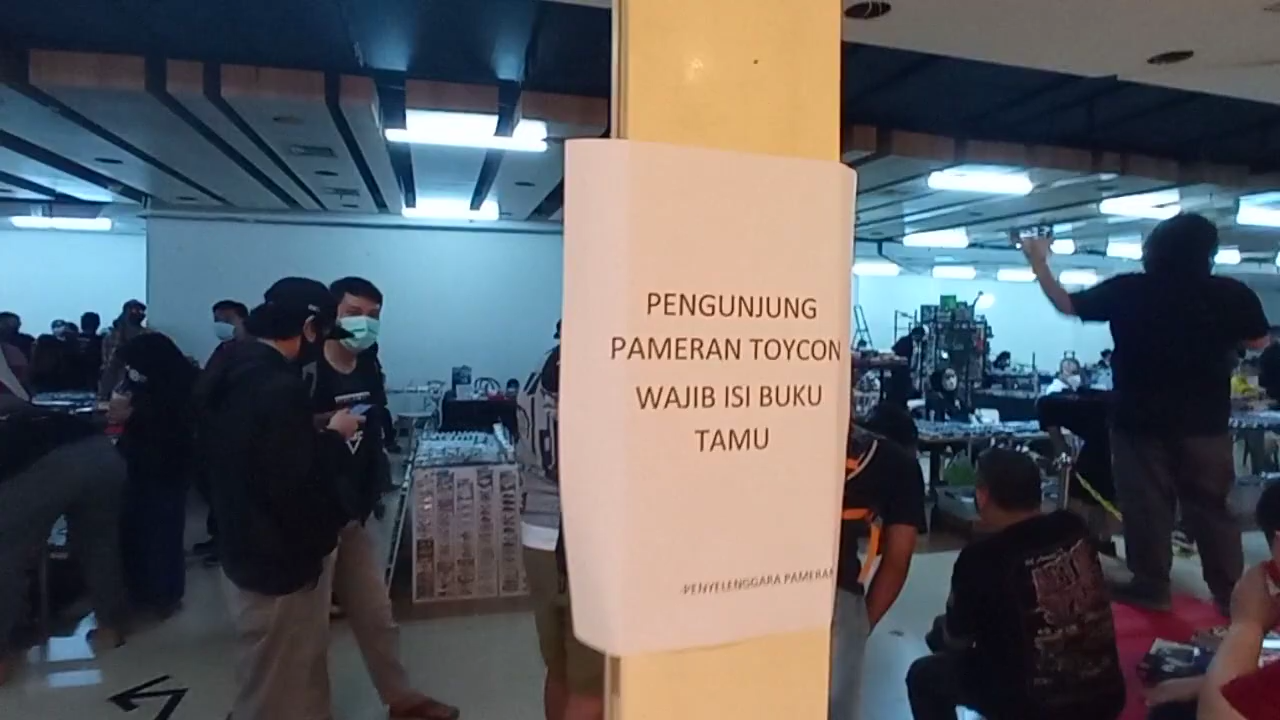 PENGUNJUNG
PAMERAN TOYCON
WAJIB ISI BUKU
TAMU
-PENYELENGGARA PAMERAN